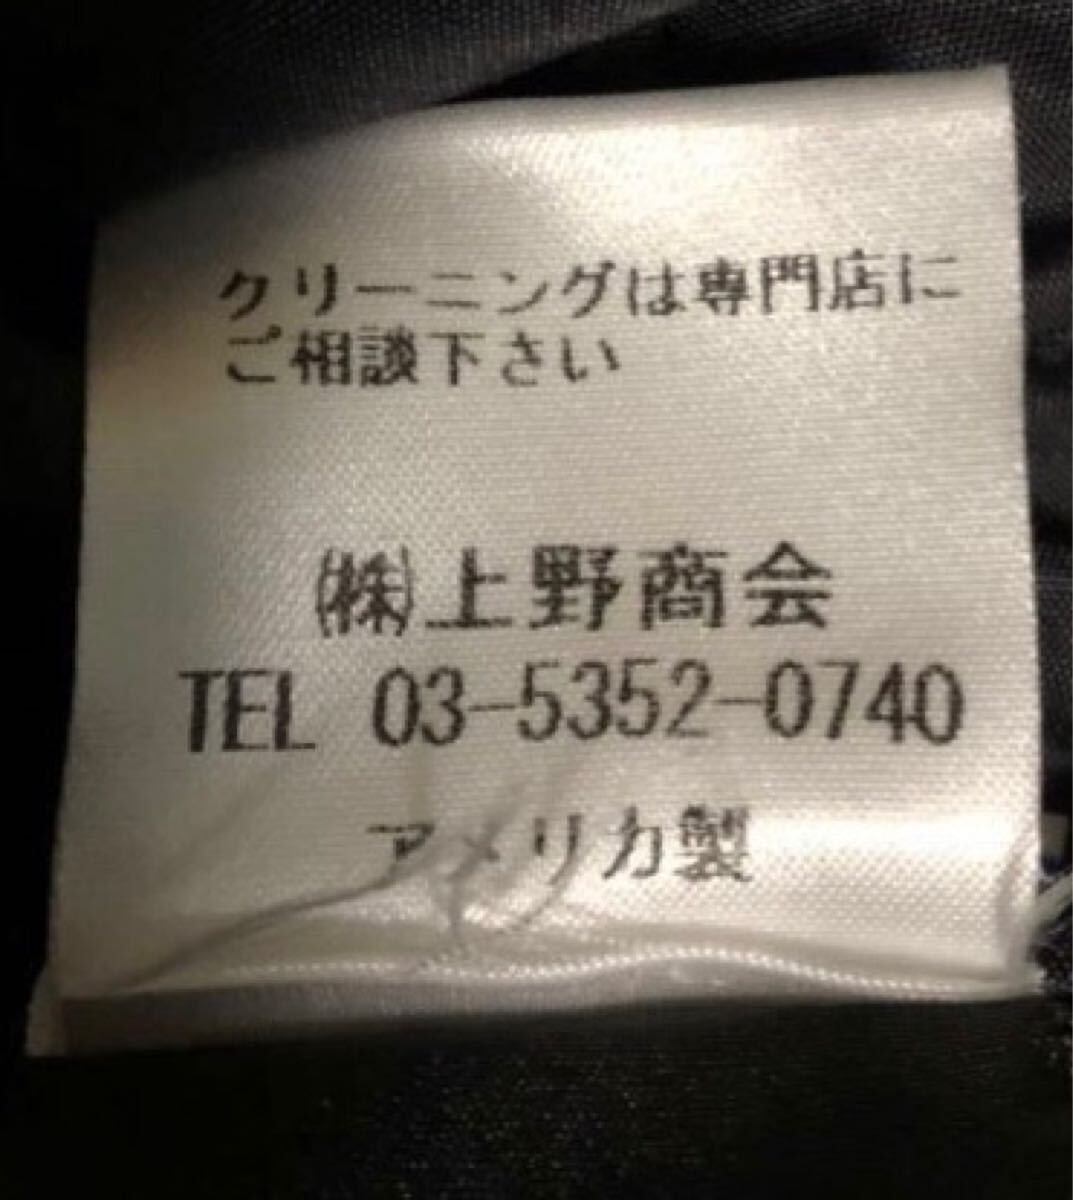 クリーニングは専門店に
ご相談下さい
㈱上野商会
TEL 03-5352-0740
アメリカ製